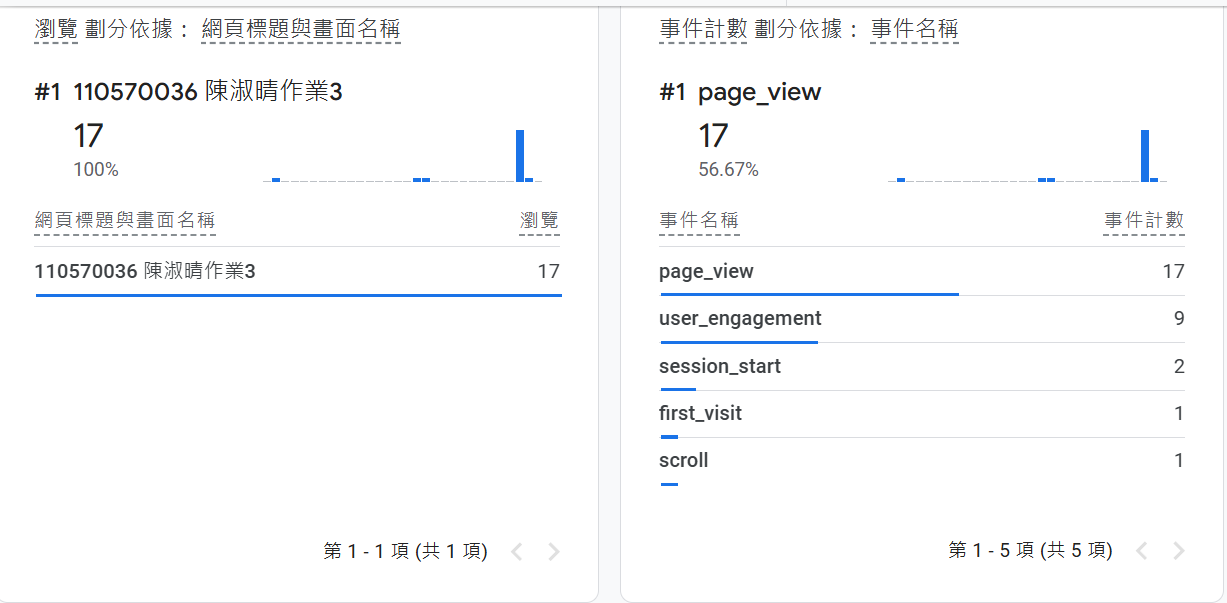 瀏覽 劃分依據： 網頁標題與畫面名稱
#1 110570036 陳淑晴作業3
17
100%
網頁標題與畫面名稱 瀏覽
110570036 陳淑晴作業3 17
第 1 - 1 項 (共 1 項)
事件計數 劃分依據： 事件名稱
#1 page_view
17
56.67%
事件名稱 事件計數
page_view 17
user_engagement 9
session_start 2
first_visit 1
scroll 1
第 1 - 5 項 (共 5 項)